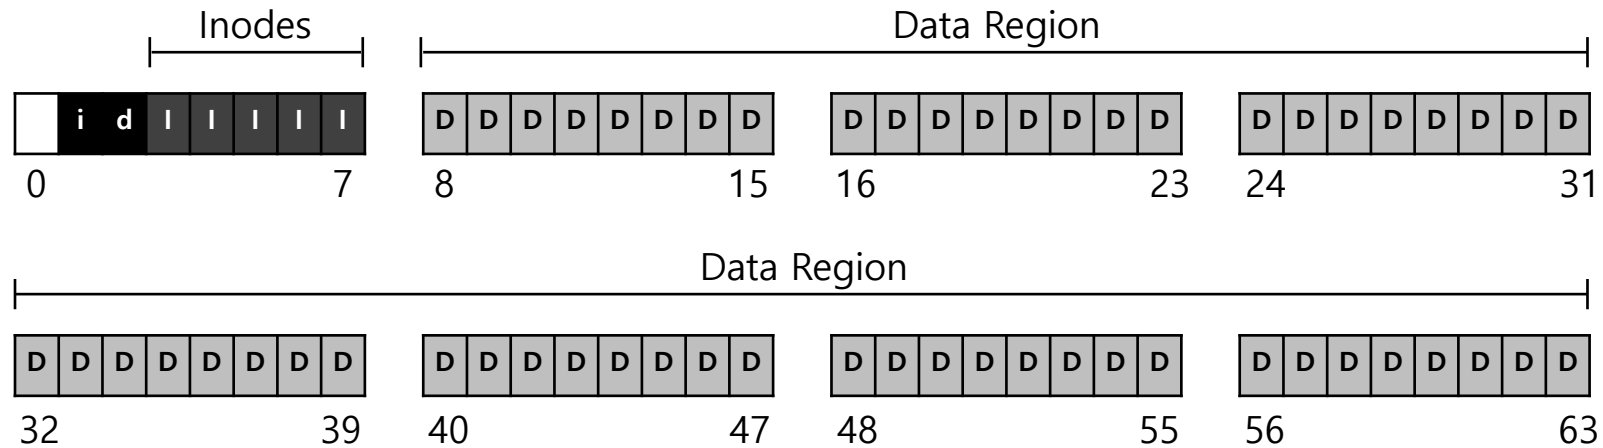 Inodes Data Region
i d I I I I I D D D D D D D D D D D D D D D D D D D D D D D D
0 7 8 15 16 23 24 31
Data Region
D D D D D D D D D D D D D D D D D D D D D D D D D D D D D D D D
32 39 40 47 48 55 56 63